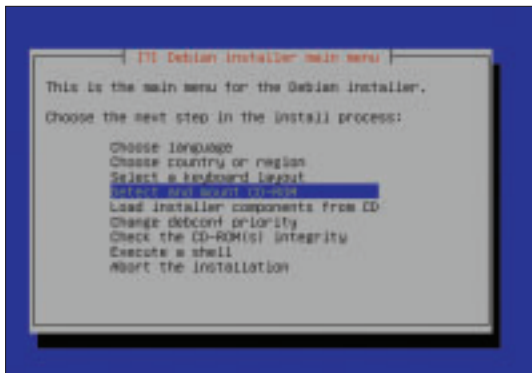 [?] Debian installer main menu
This is the main menu for the Debian installer.
Choose the next step in the install process:
Choose language
Choose country or region
Select a keyboard layout
Detect and mount CD-ROM
Load installer components from CD
Change debconf priority
Check the CD-ROM(s) integrity
Execute a shell
Abort the installation